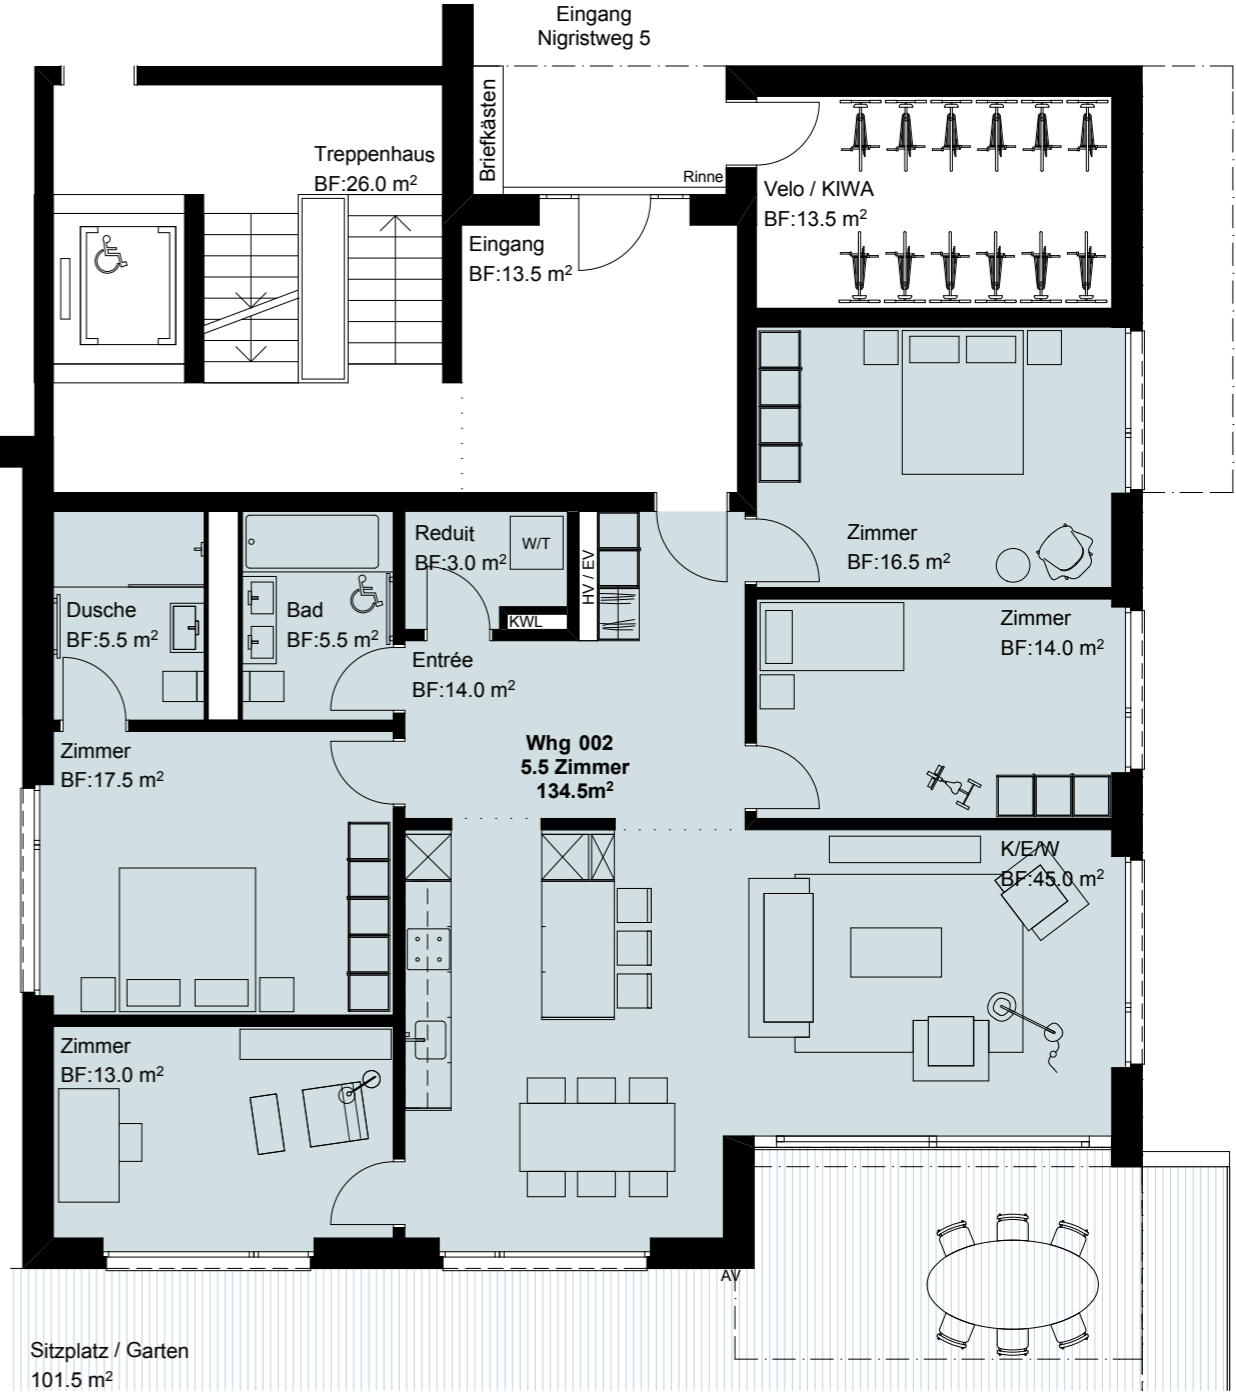 Eingang
Nigristweg 5
Briefkästen
Treppenhaus
BF:26.0 m²
Rinne
Velo / KIWA
BF:13.5 m²
Eingang
BF:13.5 m²
Reduit
BF:3.0 m²
W/T
HV / EV
KWL
Zimmer
BF:16.5 m²
Dusche
BF:5.5 m²
Bad
BF:5.5 m²
Zimmer
BF:14.0 m²
Entrée
BF:14.0 m²
Whg 002
5.5 Zimmer
134.5m²
Zimmer
BF:17.5 m²
K/E/W
BF:45.0 m²
Zimmer
BF:13.0 m²
AV
Sitzplatz / Garten
101.5 m²